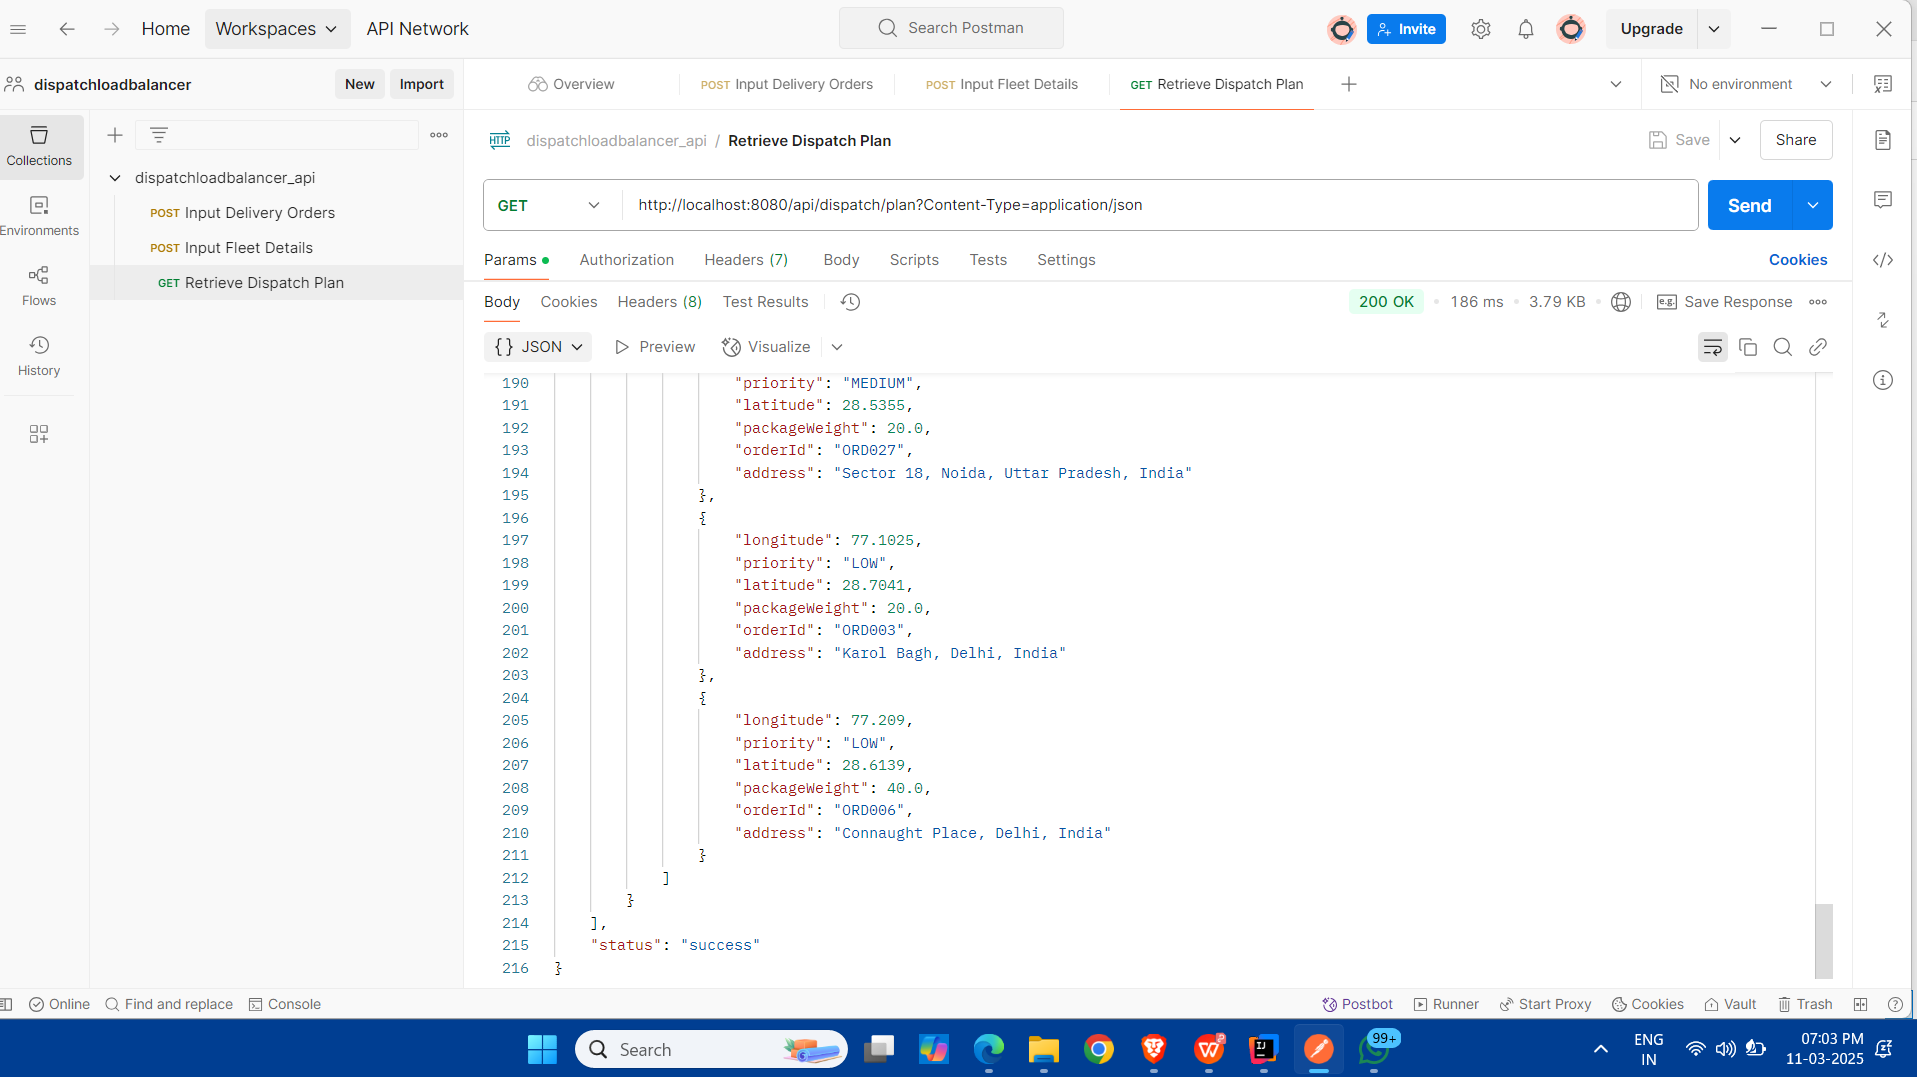 Home
Workspaces
API Network
Search Postman
Invite
Upgrade
dispatchloadbalancer
New
Import
Overview
POST Input Delivery Orders
POST Input Fleet Details
GET Retrieve Dispatch Plan
No environment
Collections
Environments
Flows
History
dispatchloadbalancer_api
POST Input Delivery Orders
POST Input Fleet Details
GET Retrieve Dispatch Plan
HTTP dispatchloadbalancer_api / Retrieve Dispatch Plan
Save
Share
GET
http://localhost:8080/api/dispatch/plan?Content-Type=application/json
Send
Params
Authorization
Headers (7)
Body
Scripts
Tests
Settings
Cookies
Body
Cookies
Headers (8)
Test Results
200 OK
186 ms
3.79 KB
e.g. Save Response
{} JSON
Preview
Visualize
190 "priority": "MEDIUM",
191 "latitude": 28.5355,
192 "packageWeight": 20.0,
193 "orderId": "ORD027",
194 "address": "Sector 18, Noida, Uttar Pradesh, India"
195 },
196 {
197 "longitude": 77.1025,
198 "priority": "LOW",
199 "latitude": 28.7041,
200 "packageWeight": 20.0,
201 "orderId": "ORD003",
202 "address": "Karol Bagh, Delhi, India"
203 },
204 {
205 "longitude": 77.209,
206 "priority": "LOW",
207 "latitude": 28.6139,
208 "packageWeight": 40.0,
209 "orderId": "ORD006",
210 "address": "Connaught Place, Delhi, India"
211 }
212 ]
213 }
214 ],
215 "status": "success"
216 }
Online
Find and replace
Console
Postbot
Runner
Start Proxy
Cookies
Vault
Trash
Search
99+
ENG
IN
07:03 PM
11-03-2025